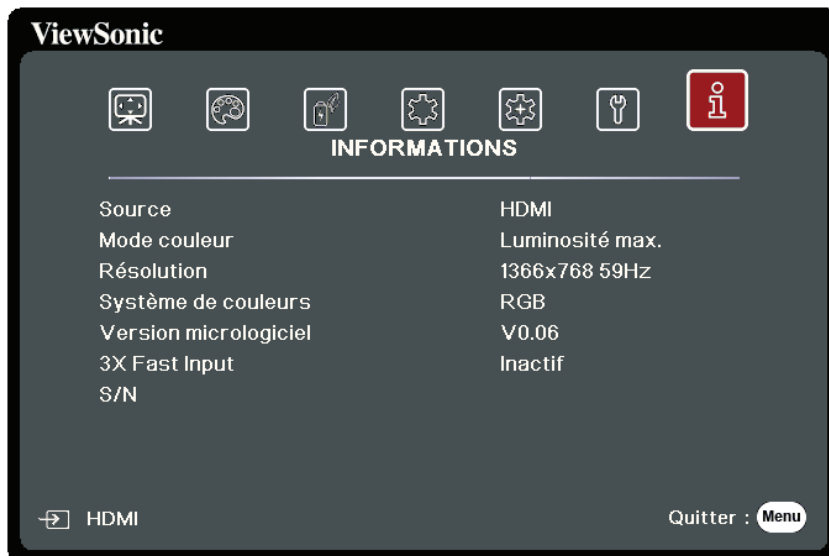 ViewSonic
INFORMATIONS
Source HDMI
Mode couleur Luminosité max.
Résolution 1366x768 59Hz
Système de couleurs RGB
Version micrologiciel V0.06
3X Fast Input Inactif
S/N
HDMI Quitter : Menu